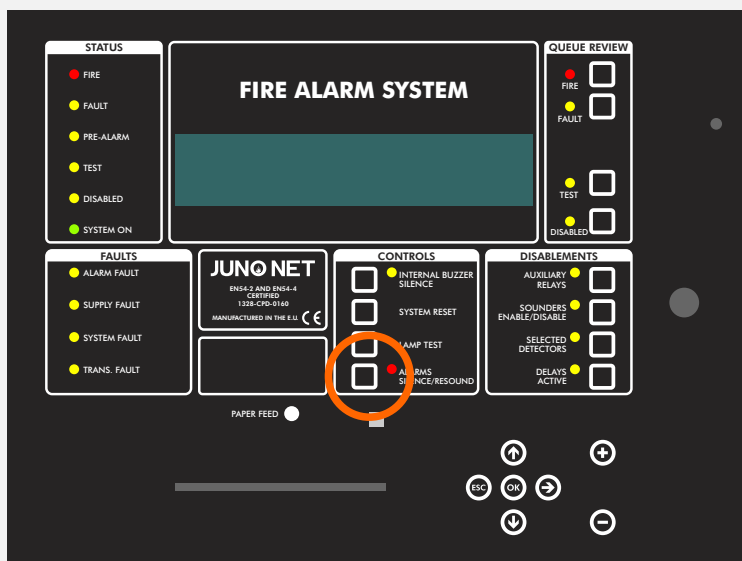 STATUS
FIRE
FAULT
PRE-ALARM
TEST
DISABLED
SYSTEM ON
FIRE ALARM SYSTEM
QUEUE REVIEW
FIRE
FAULT
TEST
DISABLED
FAULTS
ALARM FAULT
SUPPLY FAULT
SYSTEM FAULT
TRANS. FAULT
JUNO NET
EN54-2 AND EN54-4
CERTIFIED
1328-CPD-0160
MANUFACTURED IN THE E.U. CE
CONTROLS
INTERNAL BUZZER
SILENCE
SYSTEM RESET
LAMP TEST
ALARMS
SILENCE/RESOUND
DISABLEMENTS
AUXILIARY
RELAYS
SOUNDERS
ENABLE/DISABLE
SELECTED
DETECTORS
DELAYS
ACTIVE
PAPER FEED
ESC
OK